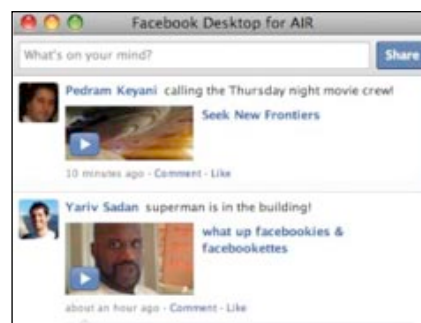 Facebook Desktop for AIR
What's on your mind?
Share
Pedram Keyani calling the Thursday night movie crew!
Seek New Frontiers
10 minutes ago - Comment - Like
Yariv Sadan superman is in the building!
what up facebookies &
facebookettes
about an hour ago - Comment - Like